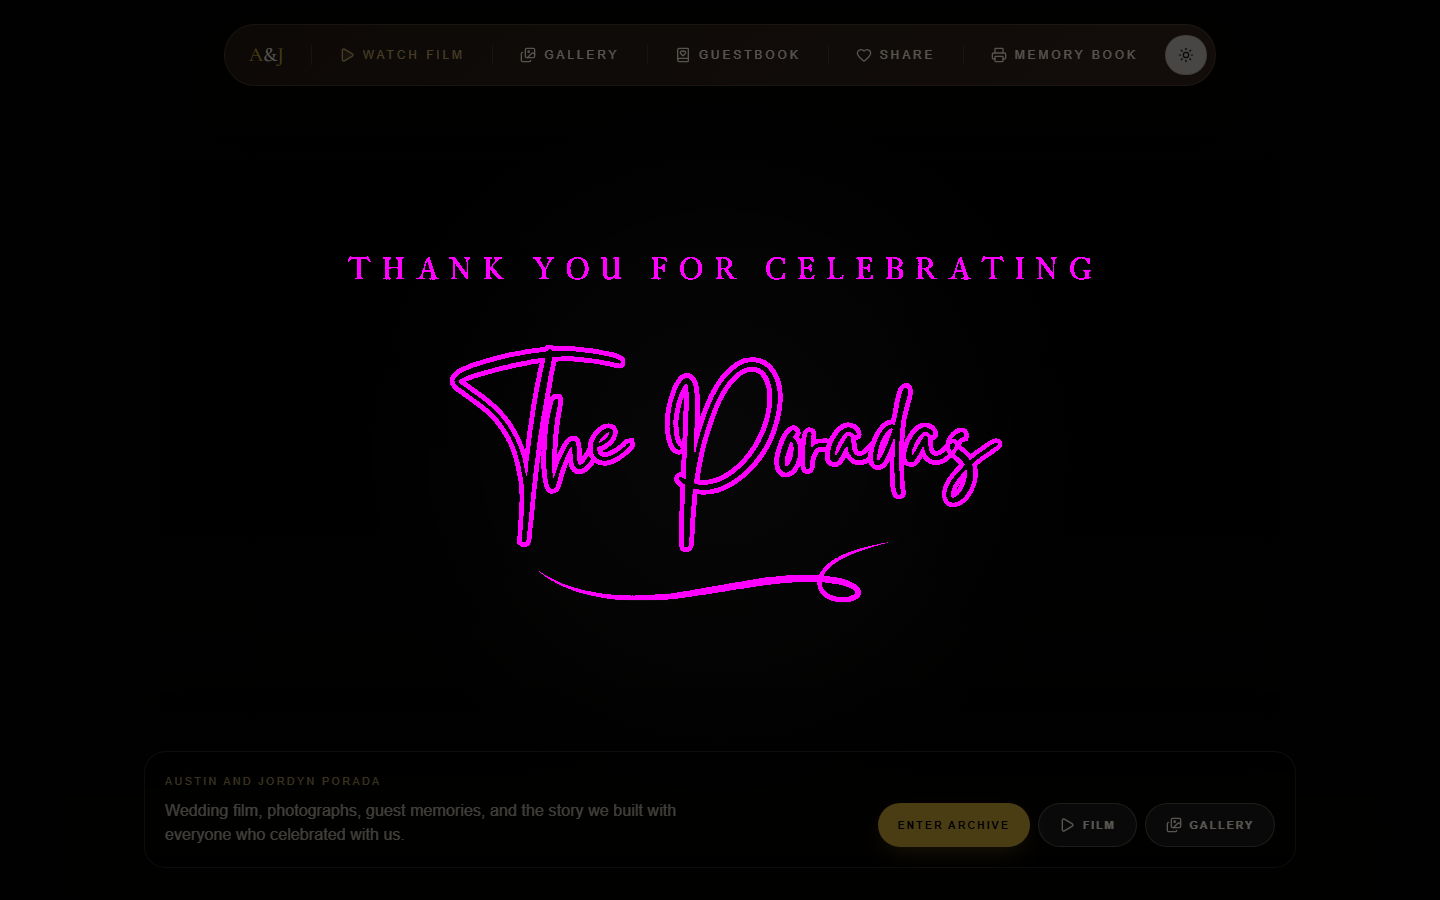 A&J
WATCH FILM
GALLERY
GUESTBOOK
SHARE
MEMORY BOOK
THANK YOU FOR CELEBRATING
The Poradas
AUSTIN AND JORDYN PORADA
Wedding film, photographs, guest memories, and the story we built with
everyone who celebrated with us.
ENTER ARCHIVE
FILM
GALLERY